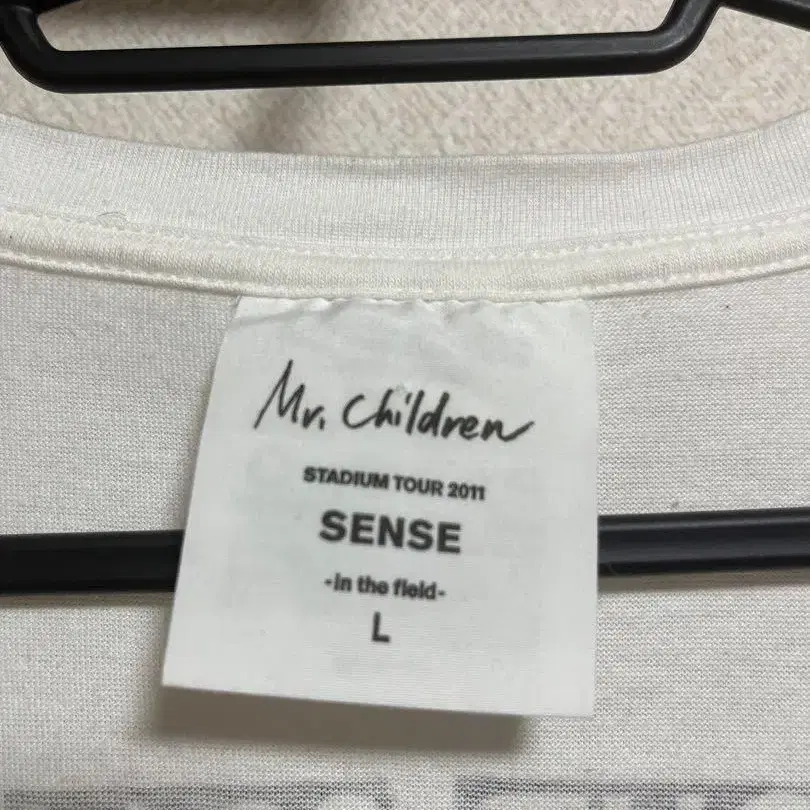 Mr. Children
STADIUM TOUR 2011
SENSE
-in the field-
L